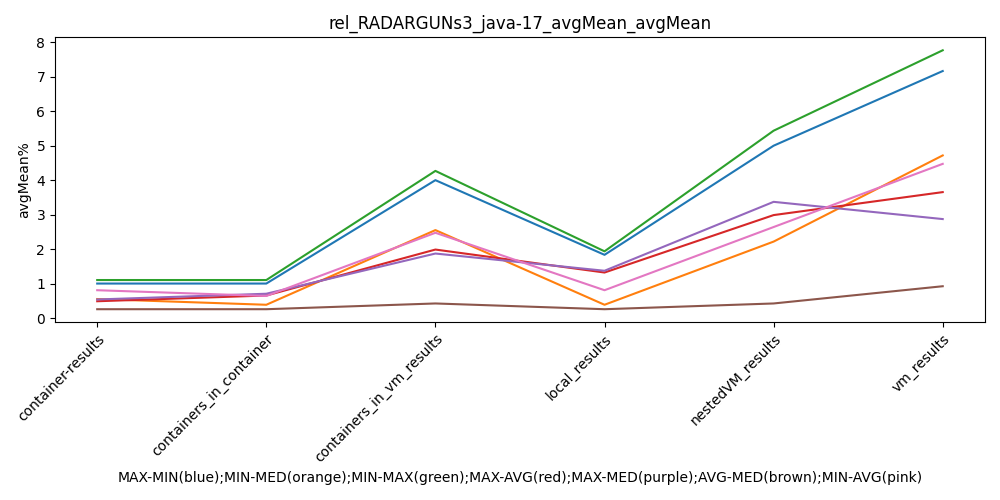 rel_RADARGUNs3_java-17_avgMean_avgMean
avgMean%
8
7
6
5
4
3
2
1
0
container-results
containers_in_container
containers_in_vm_results
local_results
nestedVM_results
vm_results
MAX-MIN(blue);MIN-MED(orange);MIN-MAX(green);MAX-AVG(red);MAX-MED(purple);AVG-MED(brown);MIN-AVG(pink)